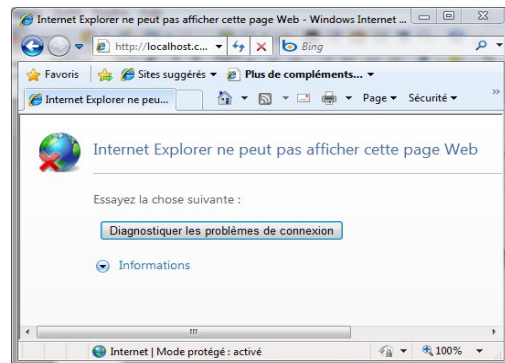 Internet Explorer ne peut pas afficher cette page Web - Windows Internet ...
http://localhost.c...
Bing
Favoris Sites suggérés Plus de compléments...
Internet Explorer ne peu... Page Sécurité »
Internet Explorer ne peut pas afficher cette page Web
Essayez la chose suivante :
Diagnostiquer les problèmes de connexion
Informations
Internet | Mode protégé : activé 100%